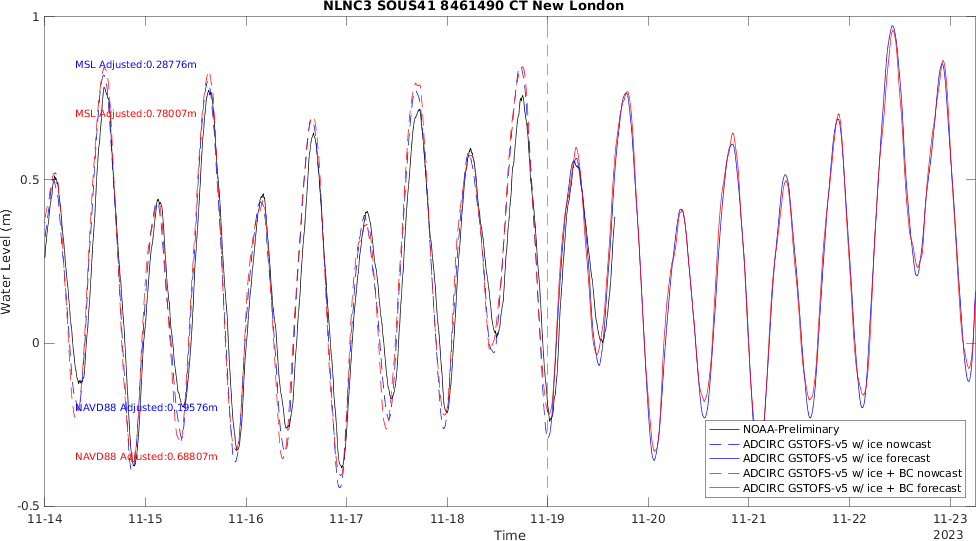 NLNC3 SOUS41 8461490 CT New London
1
0.5
0
-0.5
Water Level (m)
MSL Adjusted:0.28776m
MSL Adjusted:0.78007m
NAVD88 Adjusted:0.19576m
NAVD88 Adjusted:0.68807m
NOAA-Preliminary
ADCIRC GSTOFS-v5 w/ ice nowcast
ADCIRC GSTOFS-v5 w/ ice forecast
ADCIRC GSTOFS-v5 w/ ice + BC nowcast
ADCIRC GSTOFS-v5 w/ ice + BC forecast
11-14 11-15 11-16 11-17 11-18 11-19 11-20 11-21 11-22 11-23
2023
Time